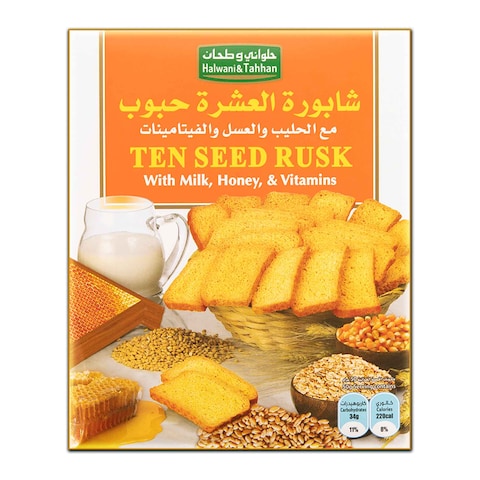 حلواني وطحان
Halwani & Tahhan
شابورة العشرة حبوب
مع الحليب والعسل والفيتامينات
TEN SEED RUSK
With Milk, Honey, & Vitamins
كاربوهيدرات
Carbohydrates
34g
11%
كالوري
Calories
220cal
8%